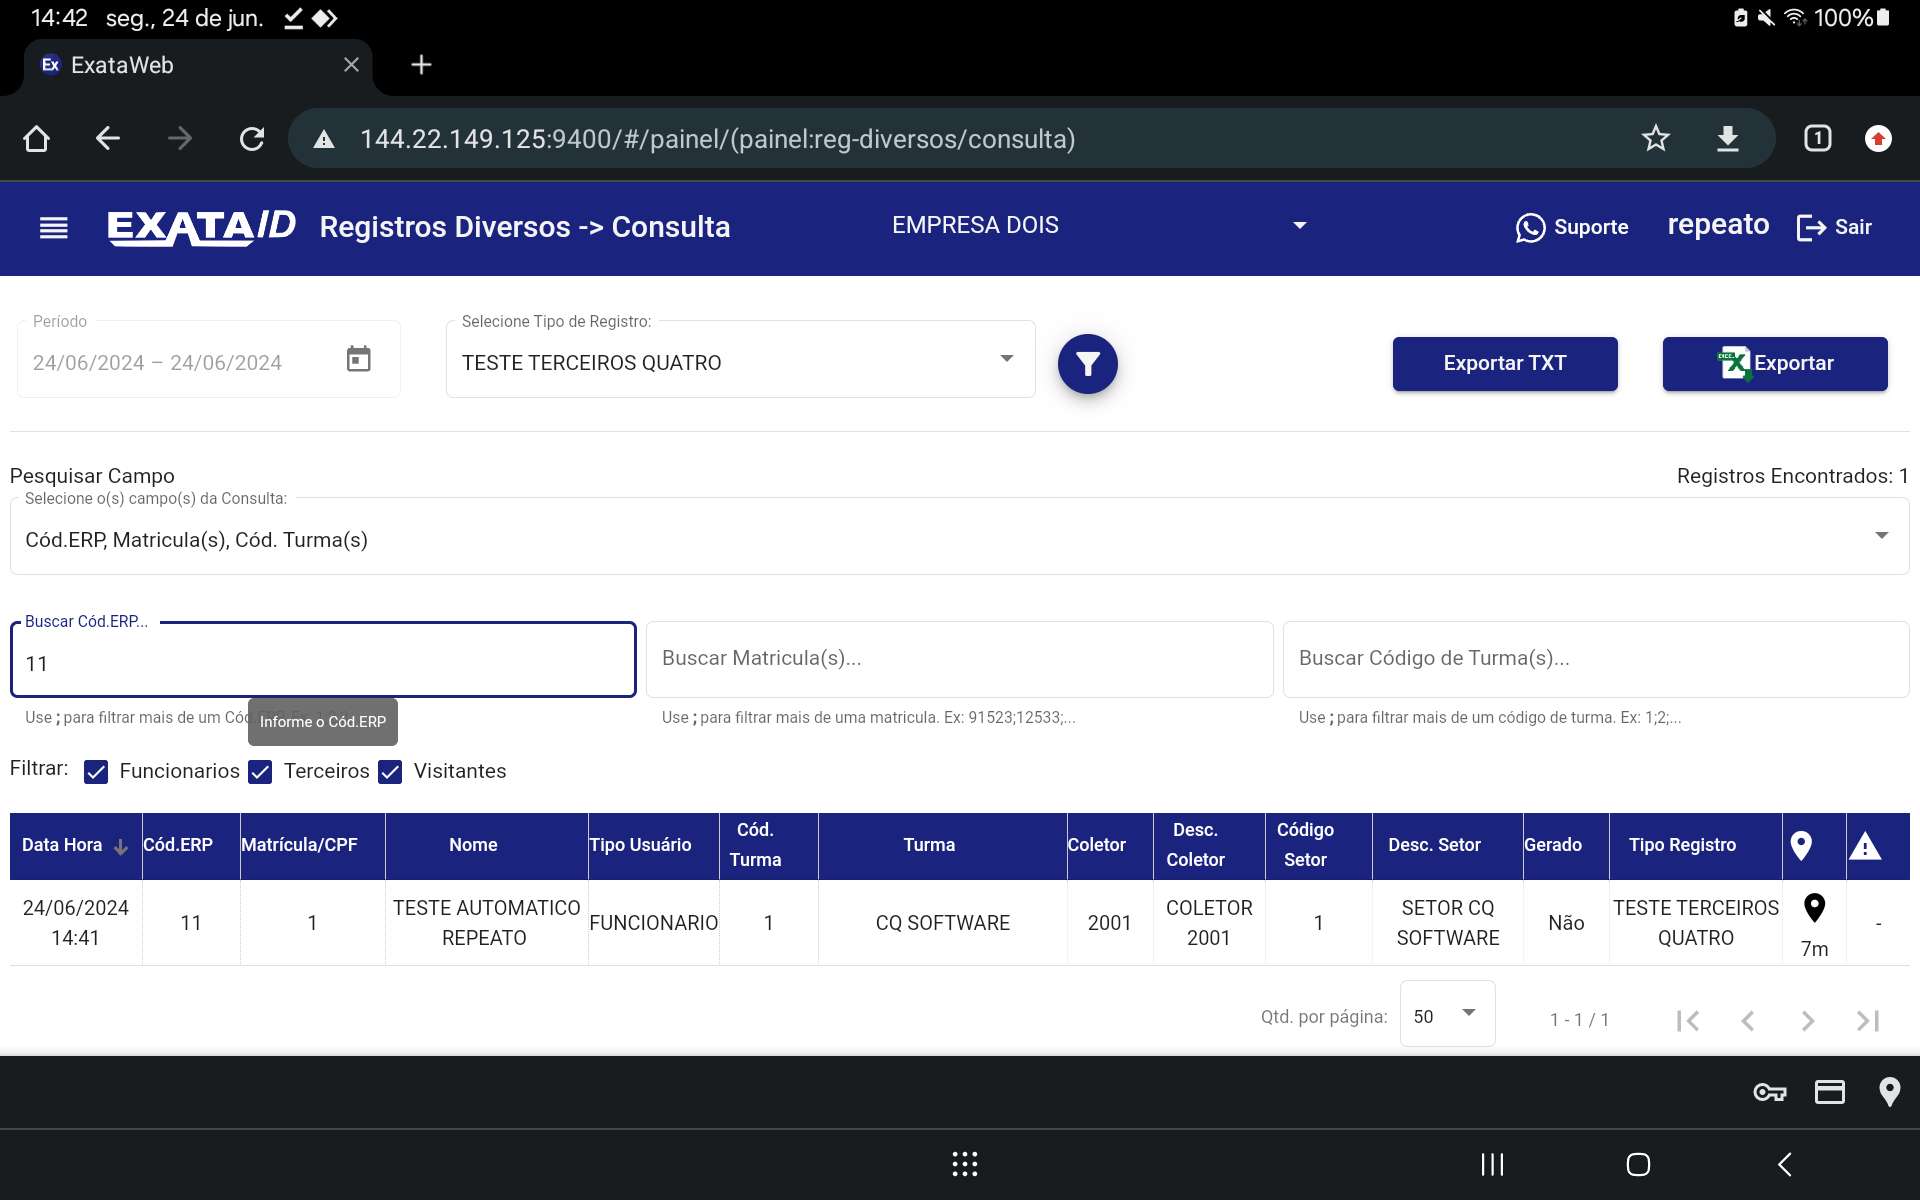 14:42 seg., 24 de jun. 100%
Ex ExataWeb
144.22.149.125:9400/#/painel/(painel:reg-diversos/consulta) 1
EXATA/ID Registros Diversos -> Consulta EMPRESA DOIS Suporte repeato Sair
Período
24/06/2024 – 24/06/2024
Selecione Tipo de Registro:
TESTE TERCEIROS QUATRO
Exportar TXT
Exportar
Pesquisar Campo
Registros Encontrados: 1
Selecione o(s) campo(s) da Consulta:
Cód.ERP, Matricula(s), Cód. Turma(s)
Buscar Cód.ERP...
11
Buscar Matricula(s)...
Buscar Código de Turma(s)...
Use ; para filtrar mais de um Cód
Informe o Cód.ERP
Use ; para filtrar mais de uma matricula. Ex: 91523;12533;...
Use ; para filtrar mais de um código de turma. Ex: 1;2;...
Filtrar: Funcionarios Terceiros Visitantes
Data Hora Cód.ERP Matrícula/CPF Nome Tipo Usuário Cód. Turma Turma Coletor Desc. Coletor Código Setor Desc. Setor Gerado Tipo Registro
24/06/2024 14:41 11 1 TESTE AUTOMATICO REPEATO FUNCIONARIO 1 CQ SOFTWARE 2001 COLETOR 2001 1 SETOR CQ SOFTWARE Não TESTE TERCEIROS QUATRO 7m -
Qtd. por página: 50 1 - 1 / 1